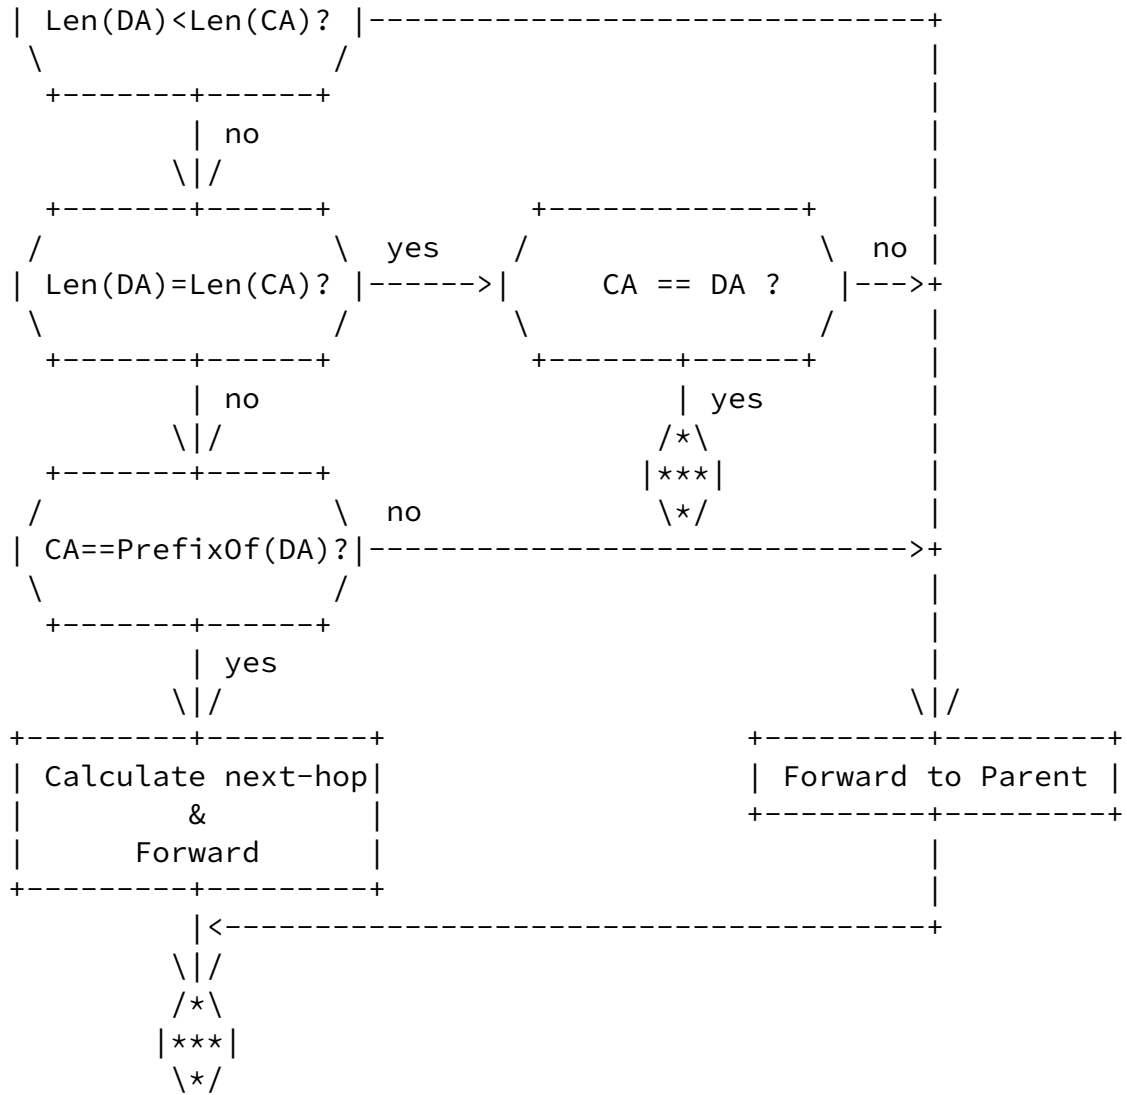 Len(DA)<Len(CA)?
no
yes no
Len(DA)=Len(CA)? CA == DA ?
no yes
no
CA==PrefixOf(DA)?
yes
Calculate next-hop Forward to Parent
&
Forward